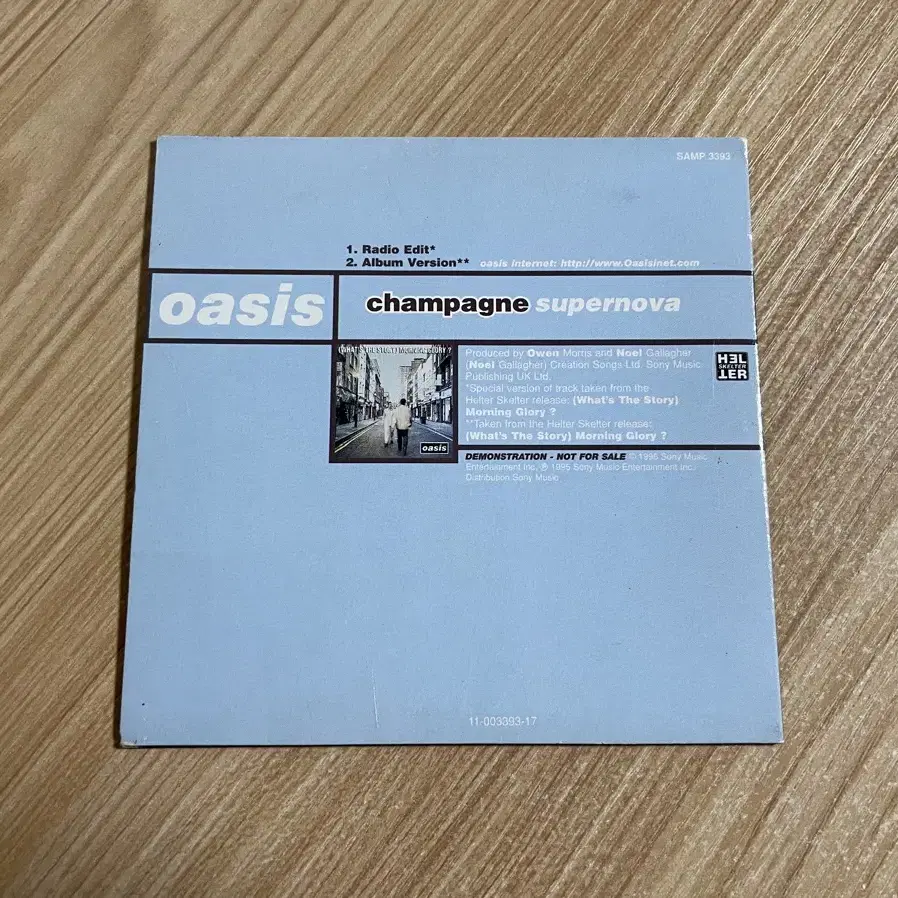 SAMP 3393
1. Radio Edit*
2. Album Version**
oasis internet: http://www.Oasisinet.com
oasis
champagne supernova
(WHAT'S THE STORY) MORNING GLORY ?
oasis
Produced by Owen Morris and Noel Gallagher
(Noel Gallagher) Creation Songs Ltd. Sony Music
Publishing UK Ltd.
*Special version of track taken from the
Helter Skelter release: (What's The Story)
Morning Glory ?
**Taken from the Helter Skelter release:
(What's The Story) Morning Glory ?
HEL
SKELTER
TER
DEMONSTRATION - NOT FOR SALE © 1996 Sony Music
Entertainment Inc. ℗ 1995 Sony Music Entertainment Inc.
Distribution Sony Music
11-003393-17